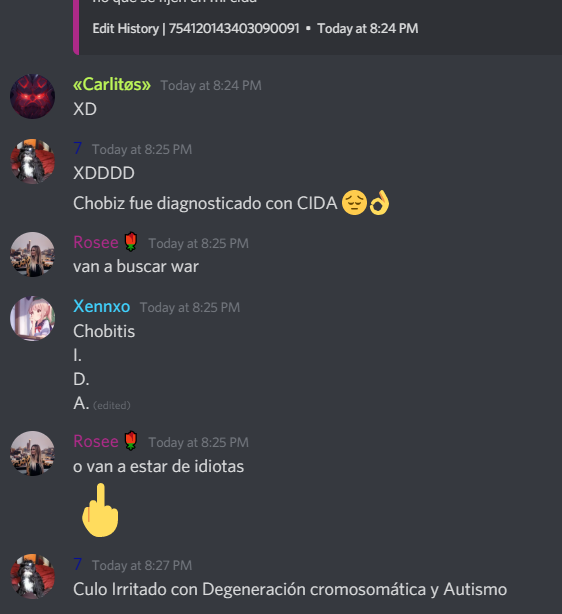 no que se fijen en mi cida
Edit History | 754120143403090091 • Today at 8:24 PM
«Carlitøs» Today at 8:24 PM
XD
7 Today at 8:25 PM
XDDDD
Chobiz fue diagnosticado con CIDA 😔👌
Rosee🌹 Today at 8:25 PM
van a buscar war
Xennxo Today at 8:25 PM
Chobitis
I.
D.
A. (edited)
Rosee🌹 Today at 8:25 PM
o van a estar de idiotas
🖕
7 Today at 8:27 PM
Culo Irritado con Degeneración cromosomática y Autismo